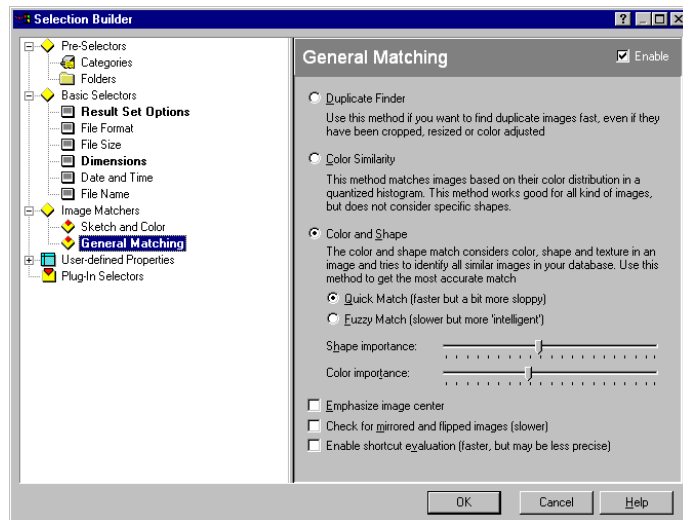 Selection Builder
Pre-Selectors
Categories
Folders
Basic Selectors
Result Set Options
File Format
File Size
Dimensions
Date and Time
File Name
Image Matchers
Sketch and Color
General Matching
User-defined Properties
Plug-In Selectors
General Matching
Enable
Duplicate Finder
Use this method if you want to find duplicate images fast, even if they
have been cropped, resized or color adjusted
Color Similarity
This method matches images based on their color distribution in a
quantized histogram. This method works good for all kind of images,
but does not consider specific shapes.
Color and Shape
The color and shape match considers color, shape and texture in an
image and tries to identify all similar images in your database. Use this
method to get the most accurate match
Quick Match (faster but a bit more sloppy)
Fuzzy Match (slower but more 'intelligent')
Shape importance:
Color importance:
Emphasize image center
Check for mirrored and flipped images (slower)
Enable shortcut evaluation (faster, but may be less precise)
OK
Cancel
Help